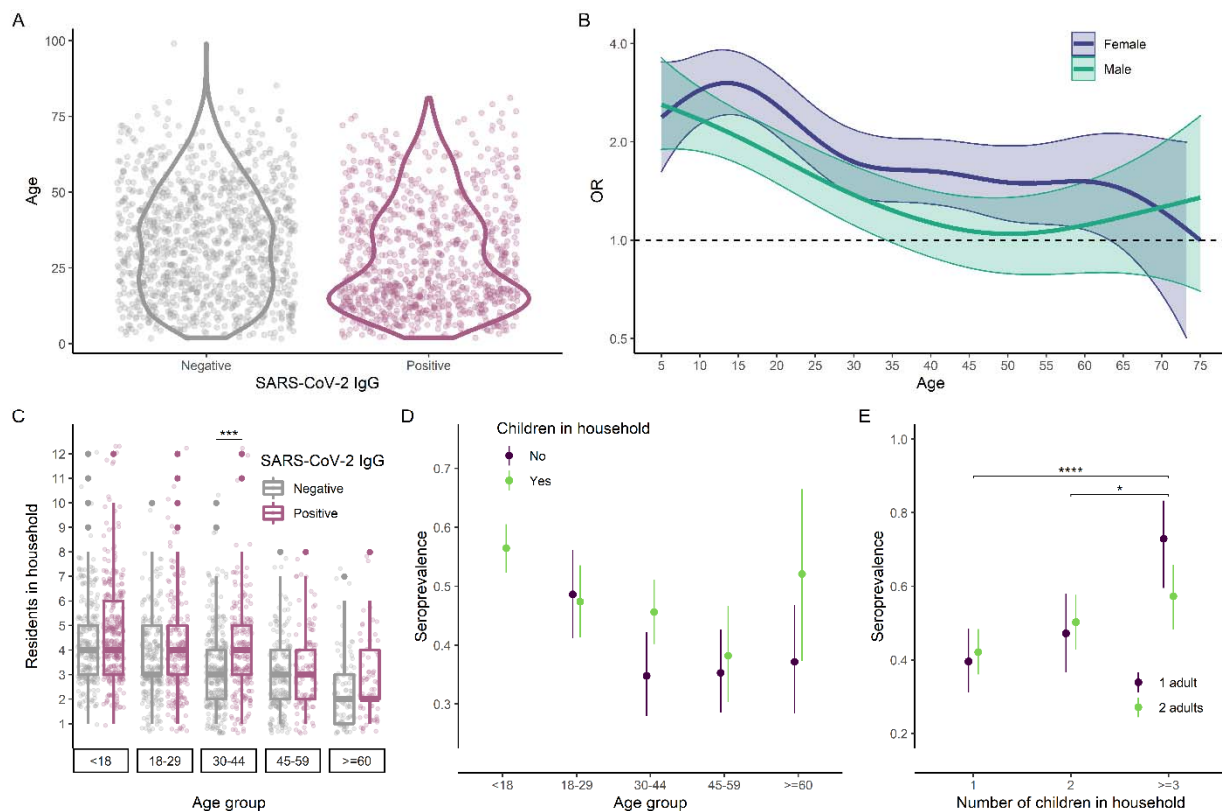 A
100
75
50
25
0
Age
Negative
Positive
SARS-CoV-2 IgG
B
4.0
2.0
1.0
0.5
OR
Female
Male
5 10 15 20 25 30 35 40 45 50 55 60 65 70 75
Age
C
12
11
10
9
8
7
6
5
4
3
2
1
Residents in household
***
SARS-CoV-2 IgG
Negative
Positive
<18 18-29 30-44 45-59 >=60
Age group
D
Children in household
No
Yes
0.7
0.6
0.5
0.4
0.3
Seroprevalence
<18 18-29 30-44 45-59 >=60
Age group
E
1.0
0.8
0.6
0.4
0.2
Seroprevalence
****
*
1 adult
2 adults
1 2 >=3
Number of children in household